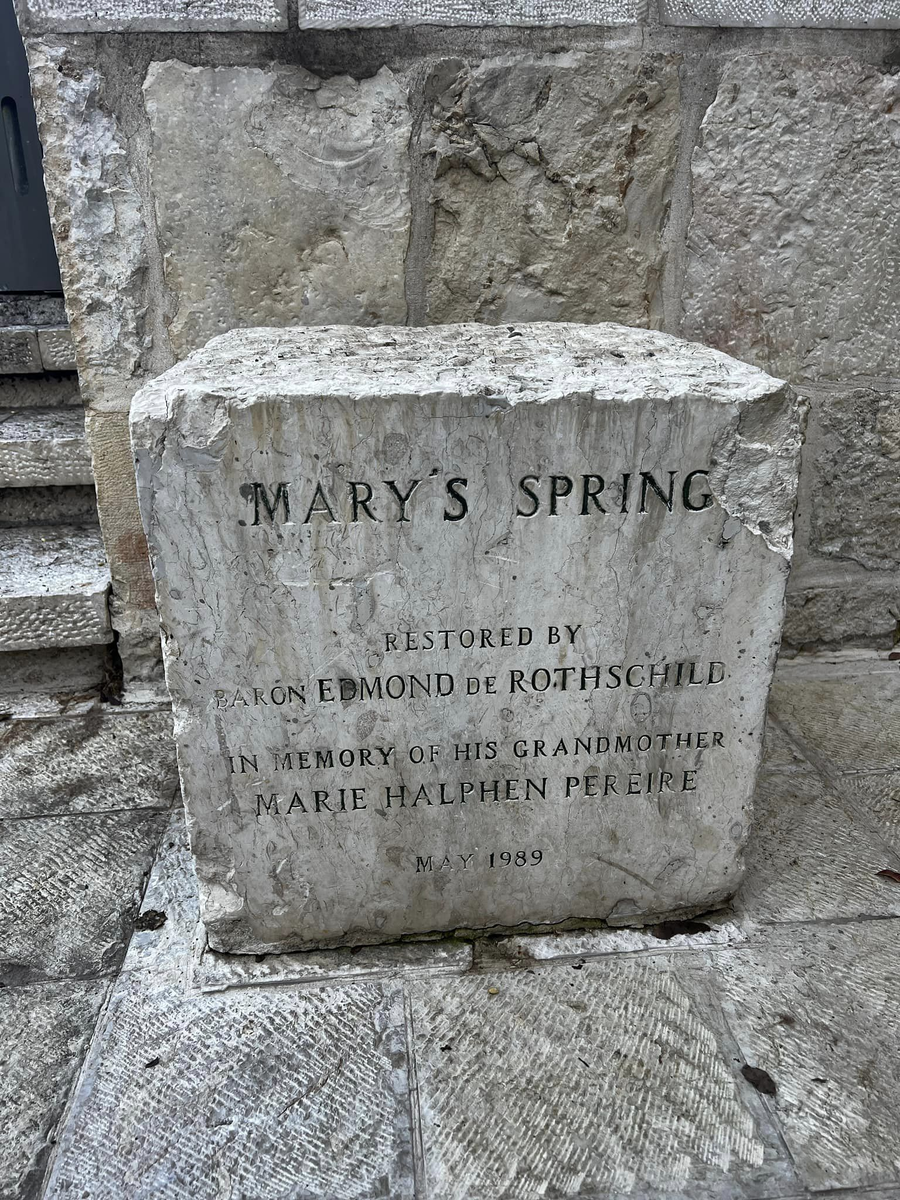 MARY'S SPRING
RESTORED BY
BARON EDMOND DE ROTHSCHILD
IN MEMORY OF HIS GRANDMOTHER
MARIE HALPHEN PEREIRE
MAY 1989